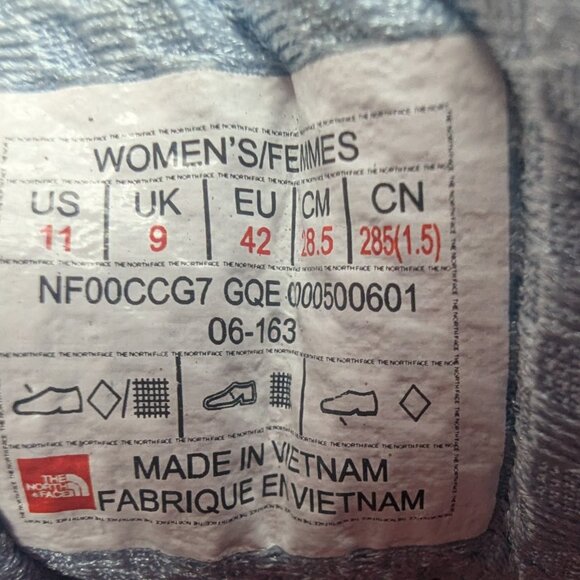 WOMEN'S/FEMMES
US UK EU CM CN
11 9 42 28.5 285(1.5)
NF00CCG7 GQE 0000500601
06-163
MADE IN VIETNAM
FABRIQUE EN VIETNAM
THE
NORTH
FACE